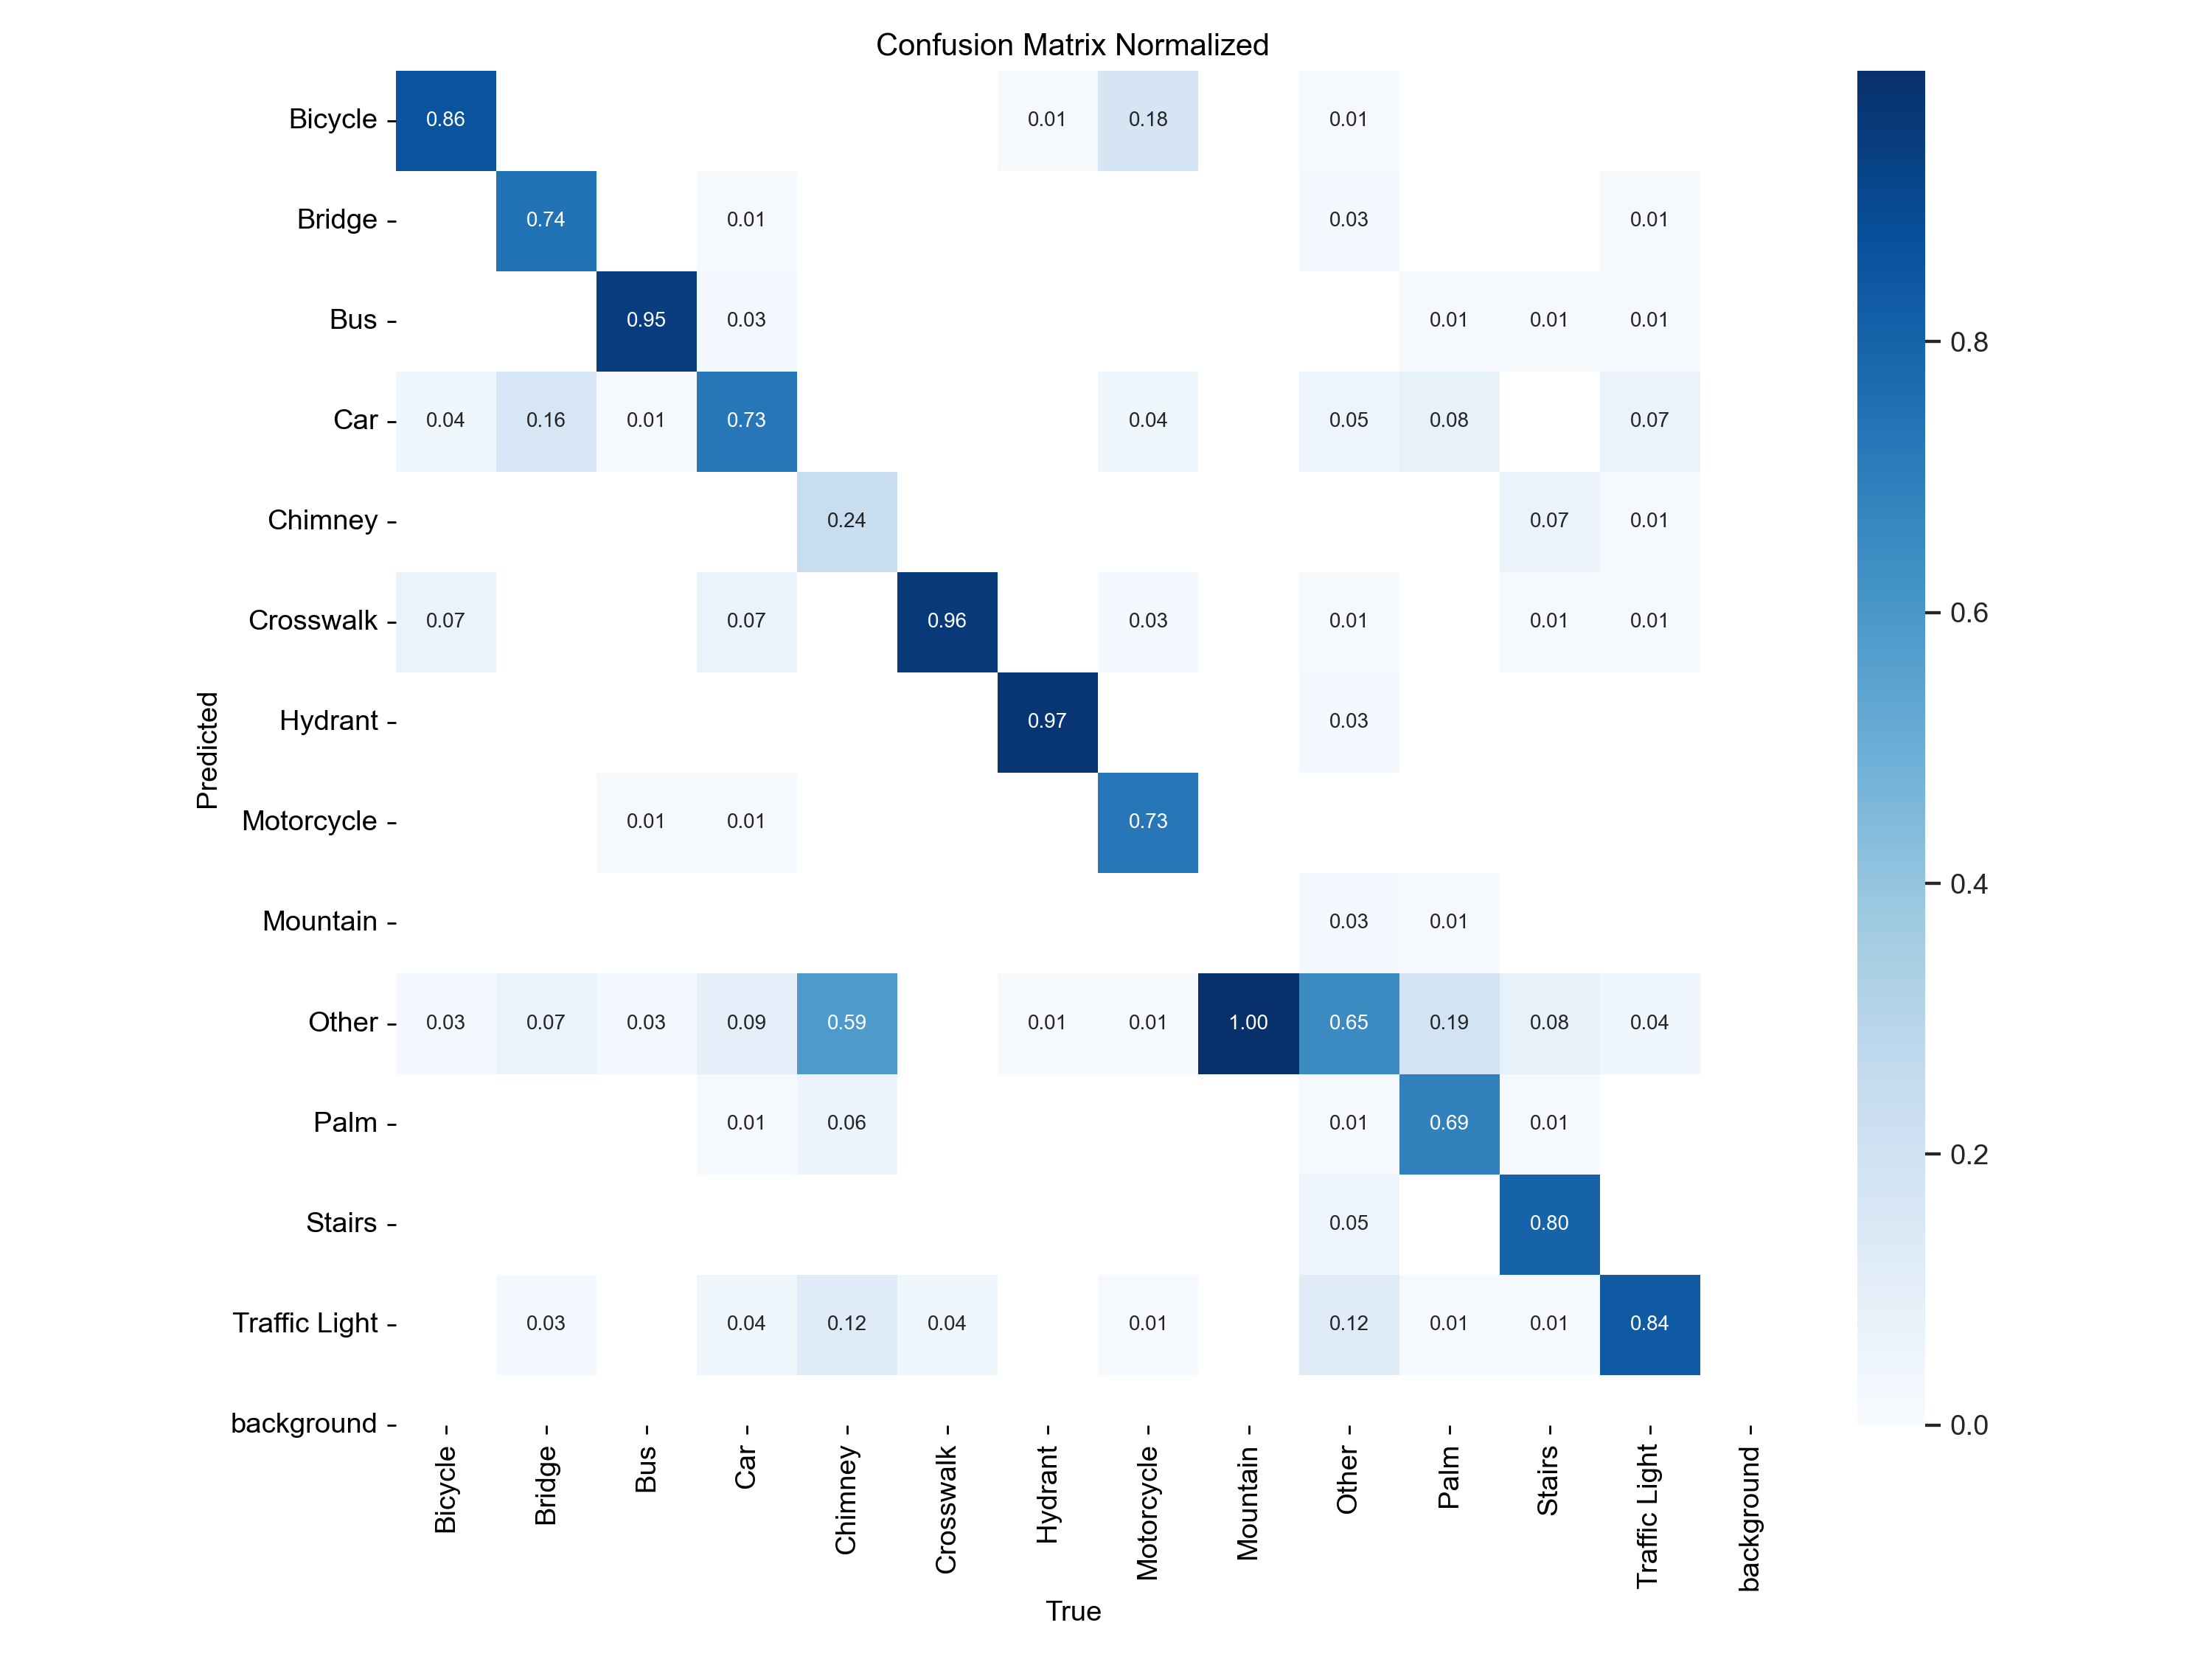 Confusion Matrix Normalized
Bicycle 0.86 0.01 0.18 0.01
Bridge 0.74 0.01 0.03 0.01
Bus 0.95 0.03 0.01 0.01 0.01
0.8
Car 0.04 0.16 0.01 0.73 0.04 0.05 0.08 0.07
Chimney 0.24 0.07 0.01
Crosswalk 0.07 0.07 0.96 0.03 0.01 0.01 0.01
0.6
Hydrant 0.97 0.03
Predicted
Motorcycle 0.01 0.01 0.73
0.4
Mountain 0.03 0.01
Other 0.03 0.07 0.03 0.09 0.59 0.01 0.01 1.00 0.65 0.19 0.08 0.04
Palm 0.01 0.06 0.01 0.69 0.01
0.2
Stairs 0.05 0.80
Traffic Light 0.03 0.04 0.12 0.04 0.01 0.12 0.01 0.01 0.84
background
0.0
Bicycle Bridge Bus Car Chimney Crosswalk Hydrant Motorcycle Mountain Other Palm Stairs Traffic Light background
True